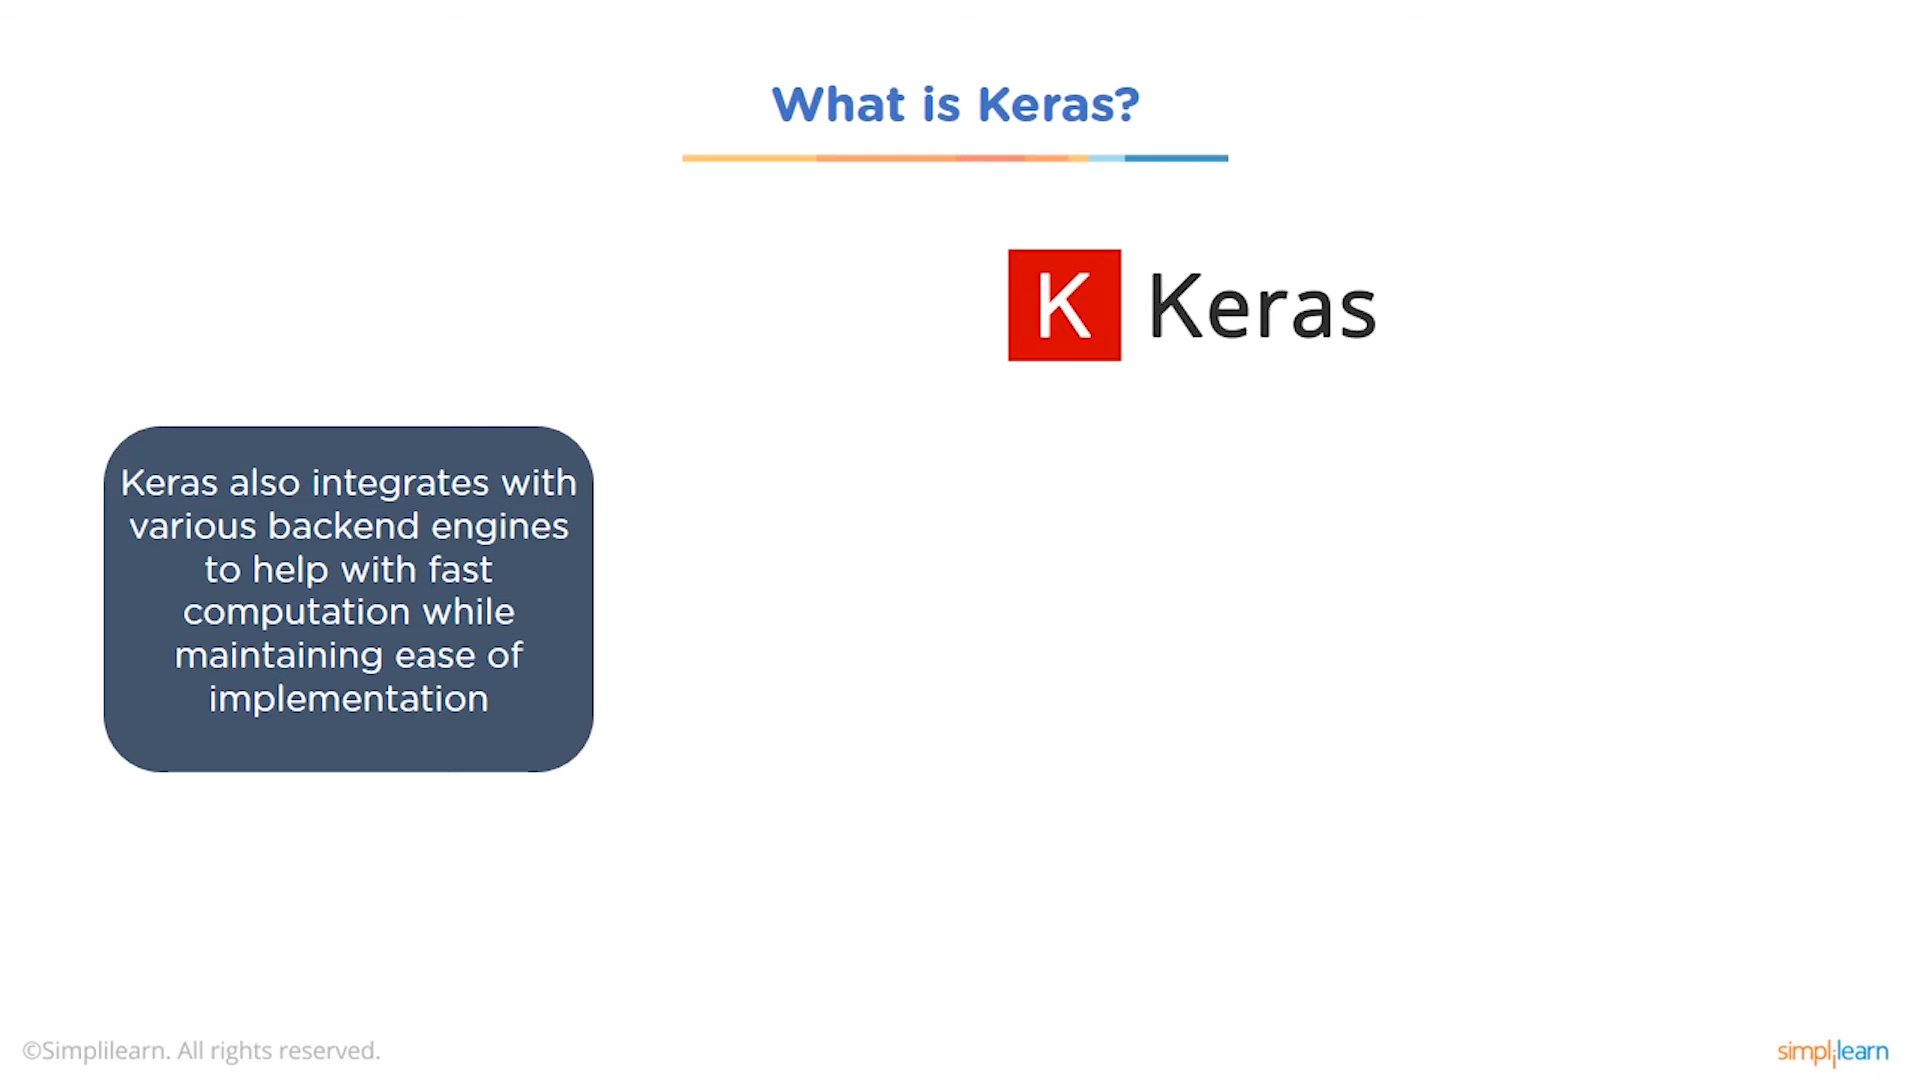 What is Keras?
K Keras
Keras also integrates with
various backend engines
to help with fast
computation while
maintaining ease of
implementation
©Simplilearn. All rights reserved.
simplilearn